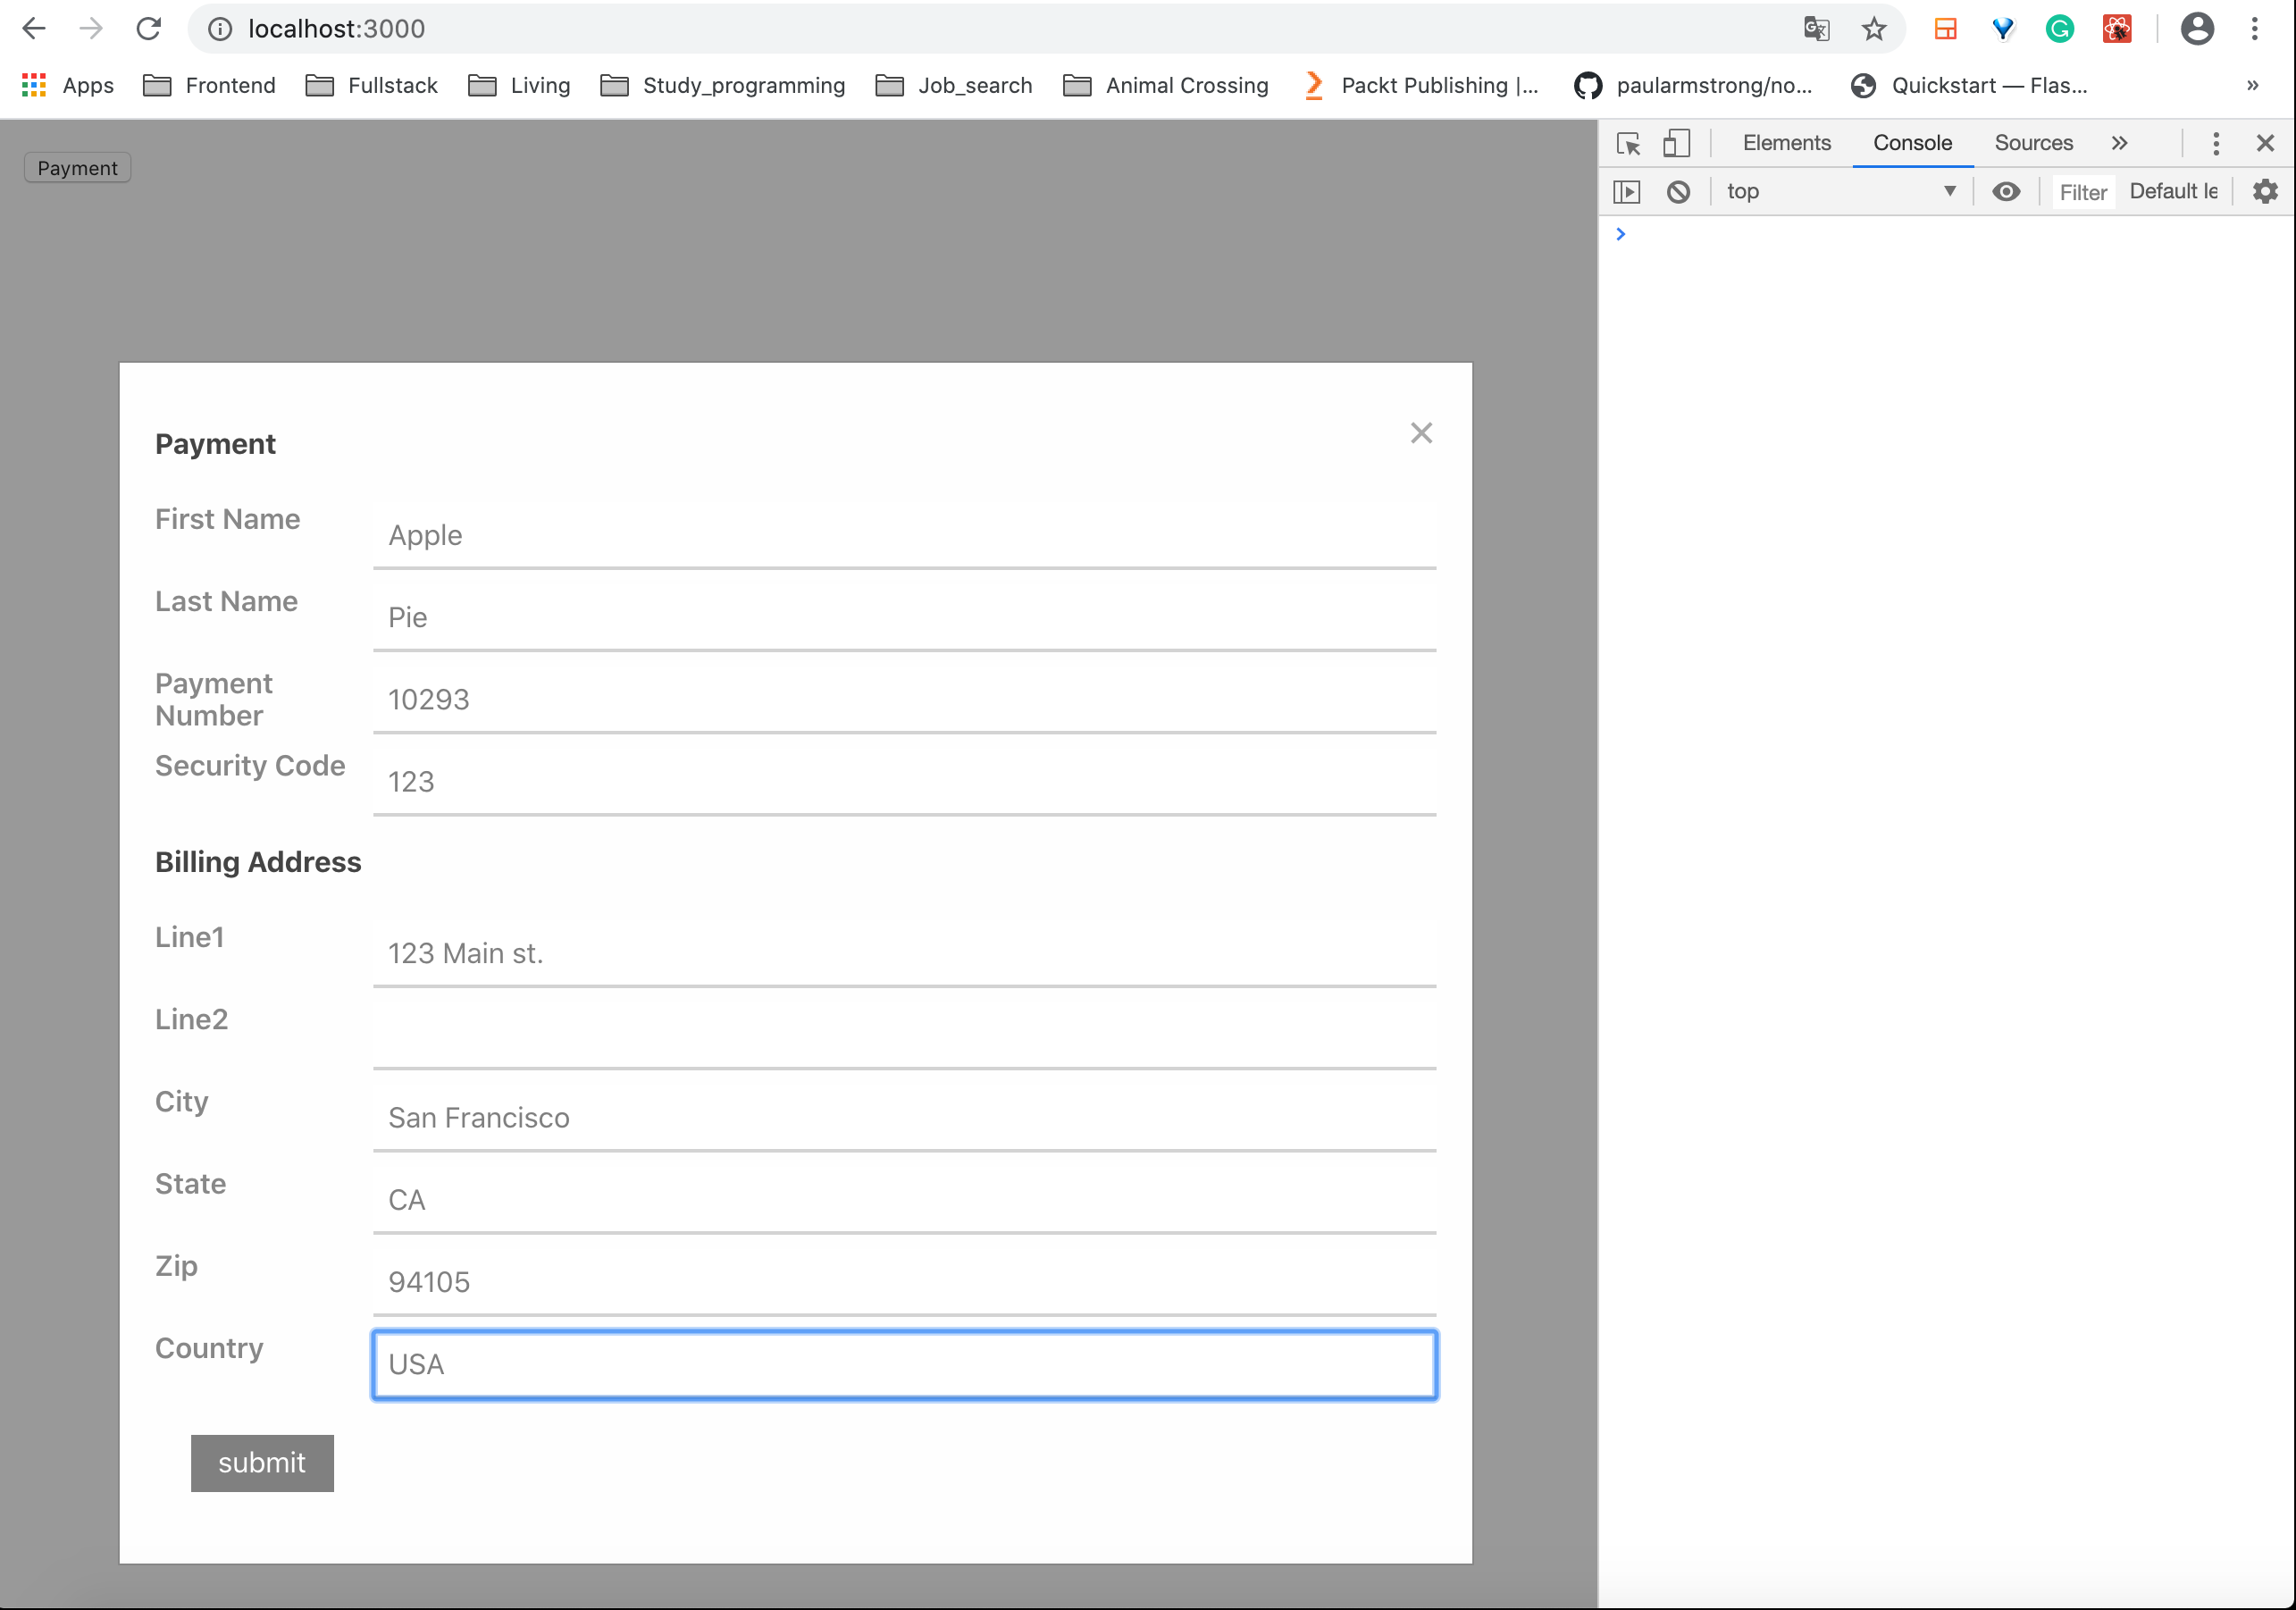 localhost:3000
Apps Frontend Fullstack Living Study_programming Job_search Animal Crossing Packt Publishing |... paularmstrong/no... Quickstart — Flas... »
Payment
Elements Console Sources »
top Filter Default le
Payment
First Name Apple
Last Name Pie
Payment
Number 10293
Security Code 123
Billing Address
Line1 123 Main st.
Line2
City San Francisco
State CA
Zip 94105
Country USA
submit